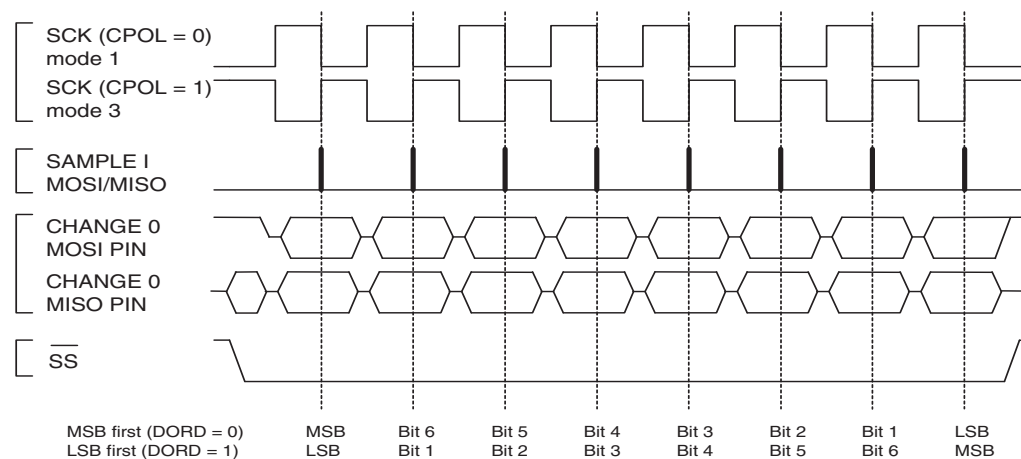 SCK (CPOL = 0)
mode 1
SCK (CPOL = 1)
mode 3
SAMPLE I
MOSI/MISO
CHANGE 0
MOSI PIN
CHANGE 0
MISO PIN
SS
MSB first (DORD = 0) MSB Bit 6 Bit 5 Bit 4 Bit 3 Bit 2 Bit 1 LSB
LSB first (DORD = 1) LSB Bit 1 Bit 2 Bit 3 Bit 4 Bit 5 Bit 6 MSB